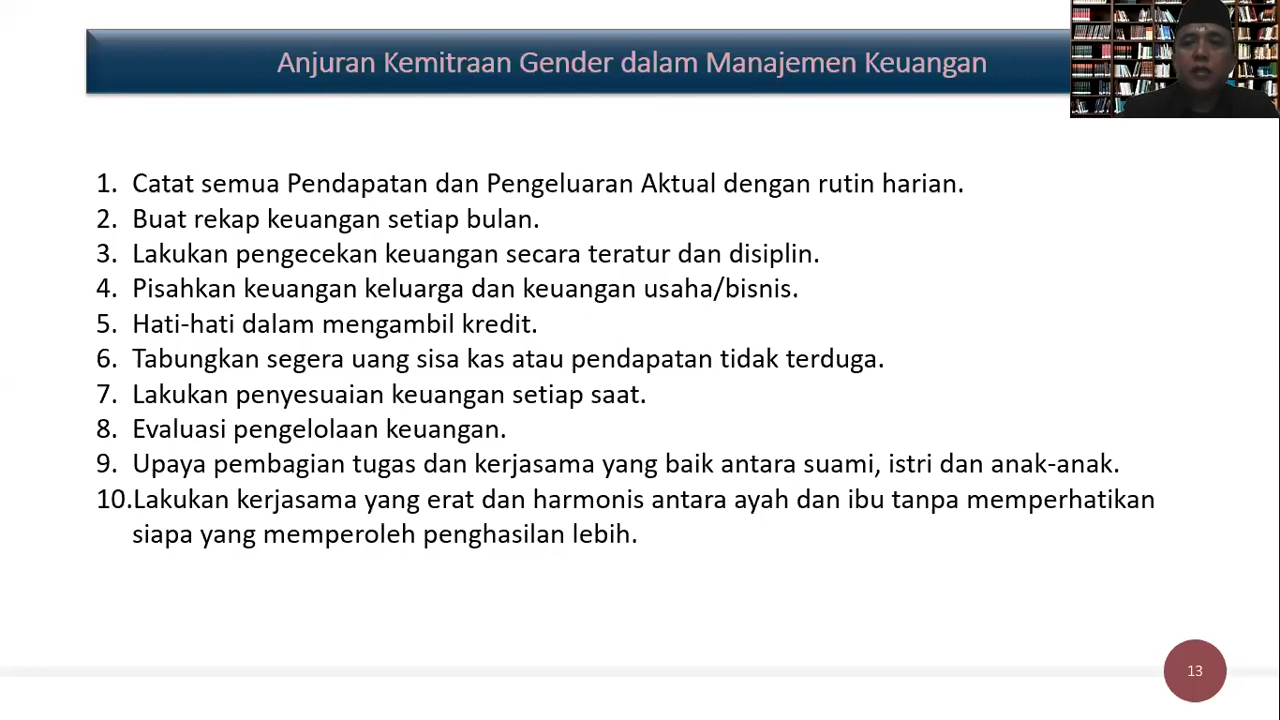 Anjuran Kemitraan Gender dalam Manajemen Keuangan
1. Catat semua Pendapatan dan Pengeluaran Aktual dengan rutin harian.
2. Buat rekap keuangan setiap bulan.
3. Lakukan pengecekan keuangan secara teratur dan disiplin.
4. Pisahkan keuangan keluarga dan keuangan usaha/bisnis.
5. Hati-hati dalam mengambil kredit.
6. Tabungkan segera uang sisa kas atau pendapatan tidak terduga.
7. Lakukan penyesuaian keuangan setiap saat.
8. Evaluasi pengelolaan keuangan.
9. Upaya pembagian tugas dan kerjasama yang baik antara suami, istri dan anak-anak.
10.Lakukan kerjasama yang erat dan harmonis antara ayah dan ibu tanpa memperhatikan
siapa yang memperoleh penghasilan lebih.
13